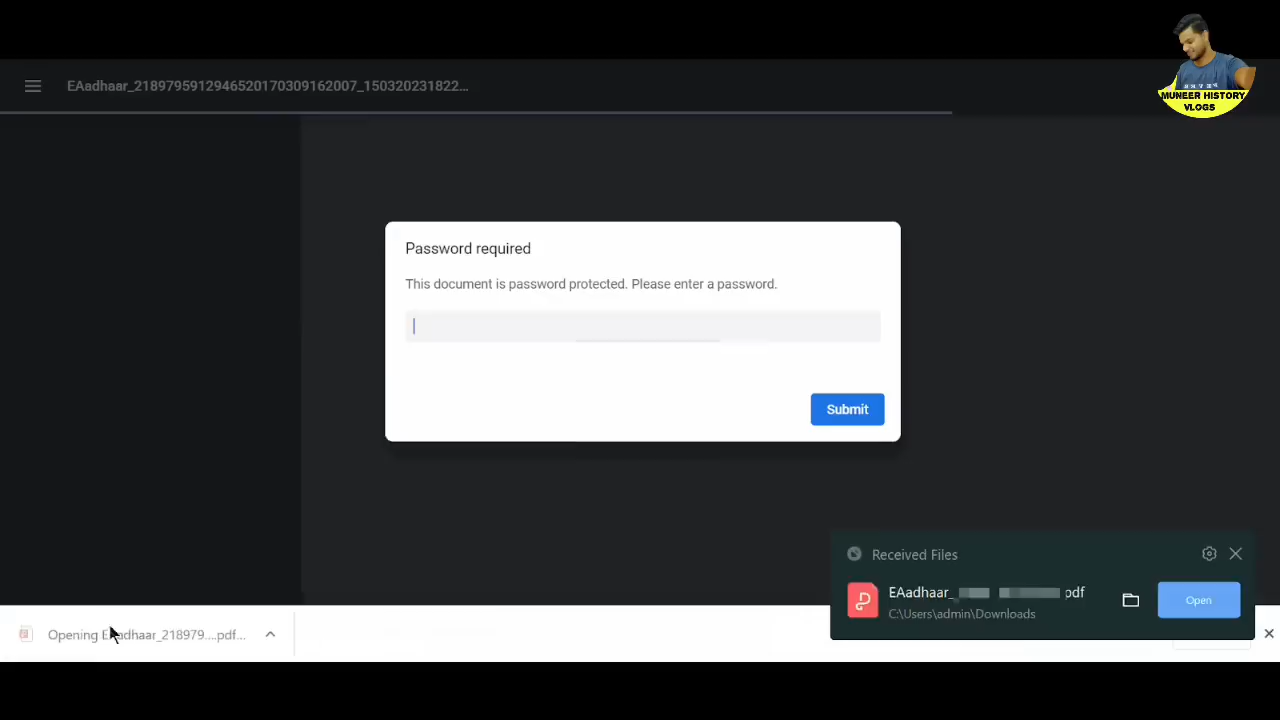 EAadhaar_2189795912946520170309162007_150320231822...
MUNEER HISTORY
VLOGS
Password required
This document is password protected. Please enter a password.
Submit
Received Files
EAadhaar_ pdf
C:\Users\admin\Downloads
Open
Opening EAadhaar_218979....pdf...